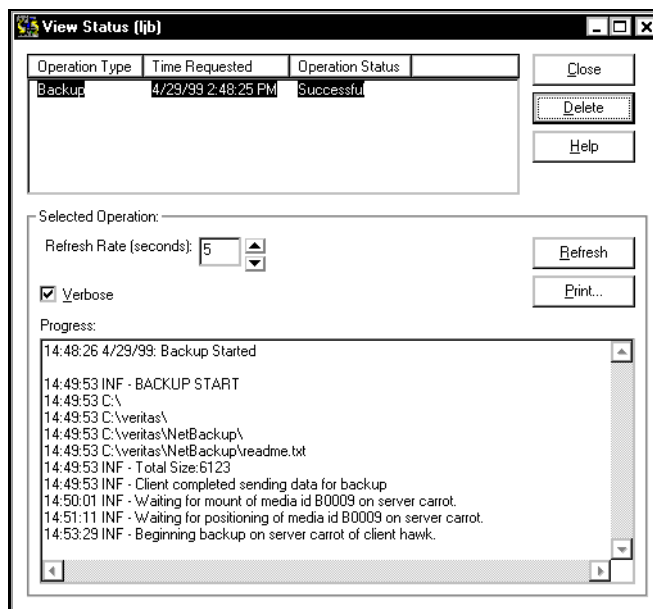 View Status (ljb)
Operation Type Time Requested Operation Status
Backup 4/29/99 2:48:25 PM Successful
Close
Delete
Help
Selected Operation:
Refresh Rate (seconds): 5
Refresh
Verbose
Print...
Progress:
14:48:26 4/29/99: Backup Started
14:49:53 INF - BACKUP START
14:49:53 C:\
14:49:53 C:\veritas\
14:49:53 C:\veritas\NetBackup\
14:49:53 C:\veritas\NetBackup\readme.txt
14:49:53 INF - Total Size:6123
14:49:53 INF - Client completed sending data for backup
14:50:01 INF - Waiting for mount of media id B0009 on server carrot.
14:51:11 INF - Waiting for positioning of media id B0009 on server carrot.
14:53:29 INF - Beginning backup on server carrot of client hawk.